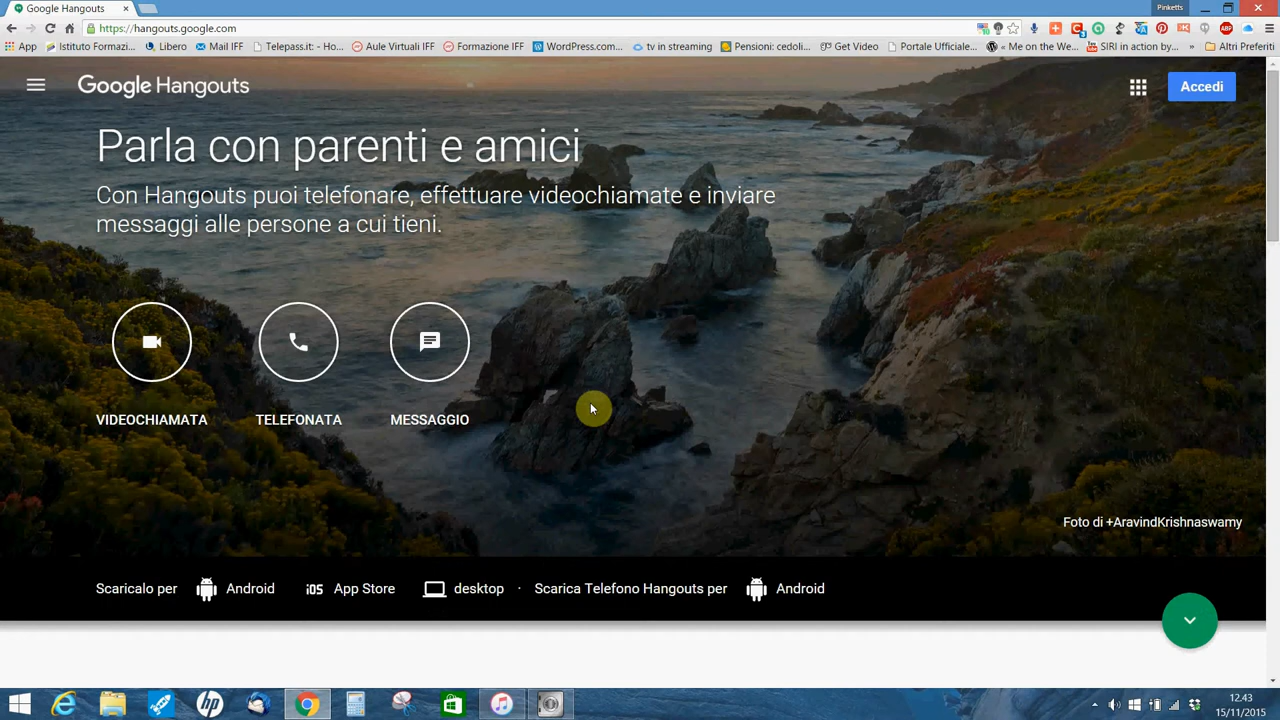 Google Hangouts
Pinketts
https://hangouts.google.com
App
Istituto Formazi...
Libero
Mail IFF
Telepass.it: - Ho...
Aule Virtuali IFF
Formazione IFF
WordPress.com...
tv in streaming
Pensioni: cedoli...
Get Video
Portale Ufficiale...
« Me on the We...
SIRI in action by...
»
Altri Preferiti
Google Hangouts
Accedi
Parla con parenti e amici
Con Hangouts puoi telefonare, effettuare videochiamate e inviare
messaggi alle persone a cui tieni.
VIDEOCHIAMATA
TELEFONATA
MESSAGGIO
Foto di +AravindKrishnaswamy
Scaricalo per
Android
iOS
App Store
desktop
·
Scarica Telefono Hangouts per
Android
12.43
15/11/2015